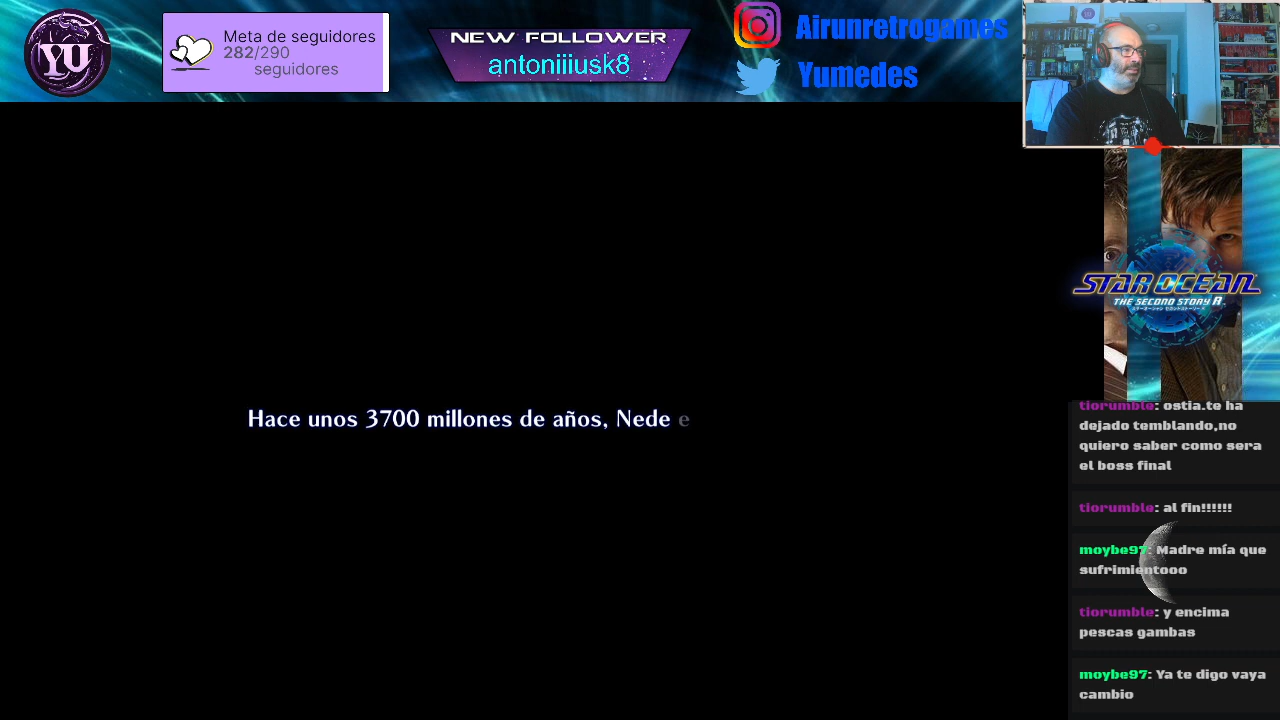 YU
Meta de seguidores
282/290
seguidores
NEW FOLLOWER
antoniiiusk8
Airunretrogames
Yumedes
STAR OCEAN
THE SECOND STORY R
Hace unos 3700 millones de años, Nede e
tiorumble: ostia.te ha
dejado temblando,no
quiero saber como sera
el boss final
tiorumble: al fin!!!!!!
moybe97: Madre mía que
sufrimientooo
tiorumble: y encima
pescas gambas
moybe97: Ya te digo vaya
cambio